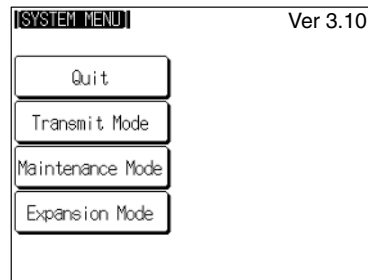 [SYSTEM MENU]
Ver 3.10
Quit
Transmit Mode
Maintenance Mode
Expansion Mode